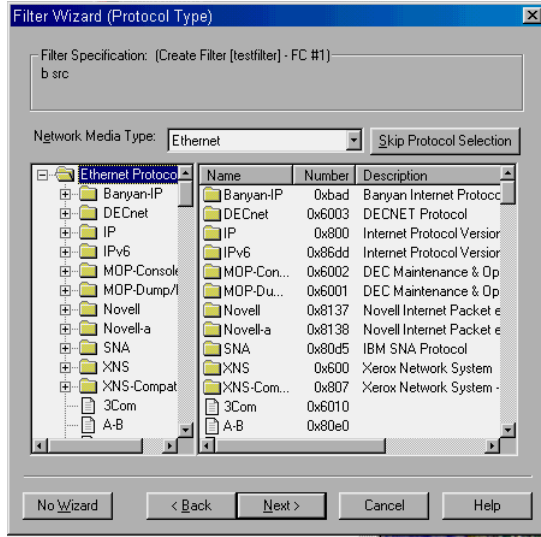 Filter Wizard (Protocol Type)
Filter Specification: (Create Filter [testfilter] - FC #1)
b src
Network Media Type: Ethernet Skip Protocol Selection
Ethernet Protoco
Banyan-IP
DECnet
IP
IPv6
MOP-Console
MOP-Dump/l
Novell
Novell-a
SNA
XNS
XNS-Compat
3Com
A-B
Name Number Description
Banyan-IP 0xbad Banyan Internet Protocc
DECnet 0x6003 DECNET Protocol
IP 0x800 Internet Protocol Version
IPv6 0x86dd Internet Protocol Version
MOP-Con... 0x6002 DEC Maintenance & Op
MOP-Du... 0x6001 DEC Maintenance & Op
Novell 0x8137 Novell Internet Packet e
Novell-a 0x8138 Novell Internet Packet e
SNA 0x80d5 IBM SNA Protocol
XNS 0x600 Xerox Network System
XNS-Com... 0x807 Xerox Network System -
3Com 0x6010
A-B 0x80e0
No Wizard < Back Next > Cancel Help